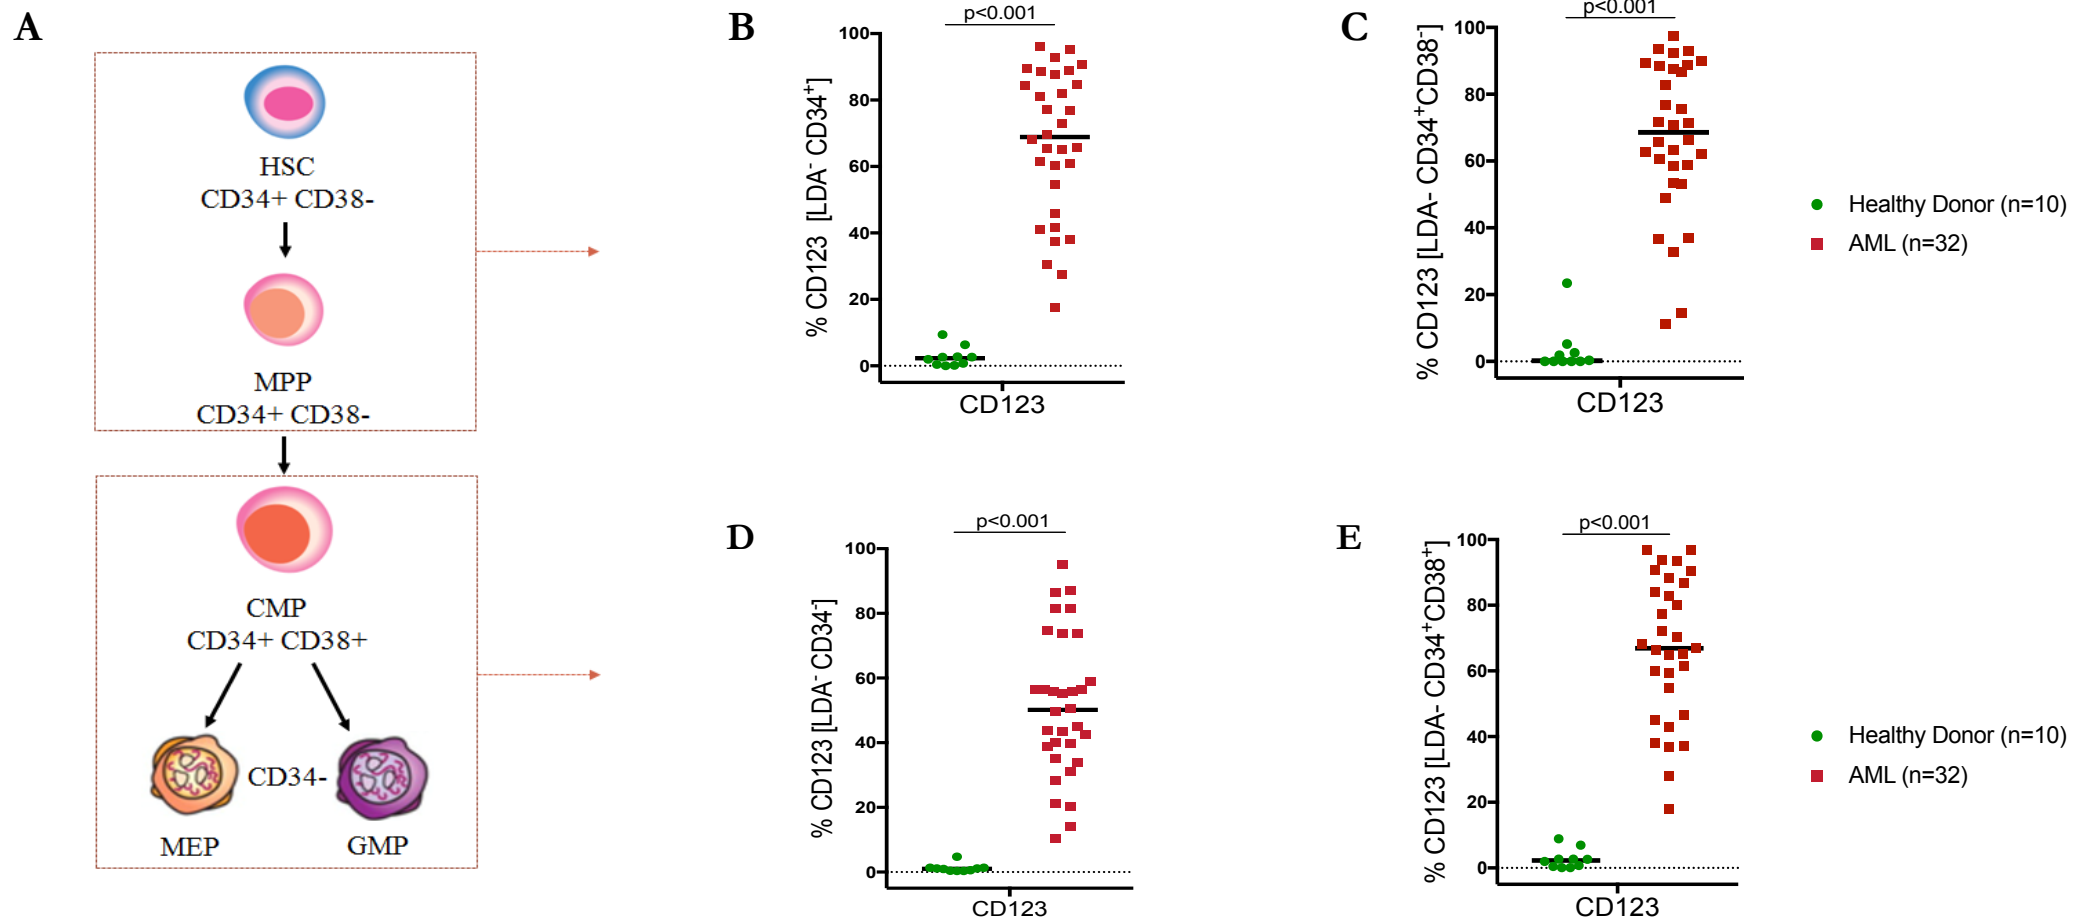 A
HSC
CD34+ CD38-
MPP
CD34+ CD38-
CMP
CD34+ CD38+
CD34-
MEP
GMP
B
p<0.001
% CD123 [LDA⁻ CD34⁺]
100
80
60
40
20
0
CD123
C
p<0.001
% CD123 [LDA- CD34⁺CD38⁻]
100
80
60
40
20
0
CD123
Healthy Donor (n=10)
AML (n=32)
D
p<0.001
% CD123 [LDA⁻ CD34⁻]
100
80
60
40
20
0
CD123
E
p<0.001
% CD123 [LDA- CD34⁺CD38⁺]
100
80
60
40
20
0
CD123
Healthy Donor (n=10)
AML (n=32)